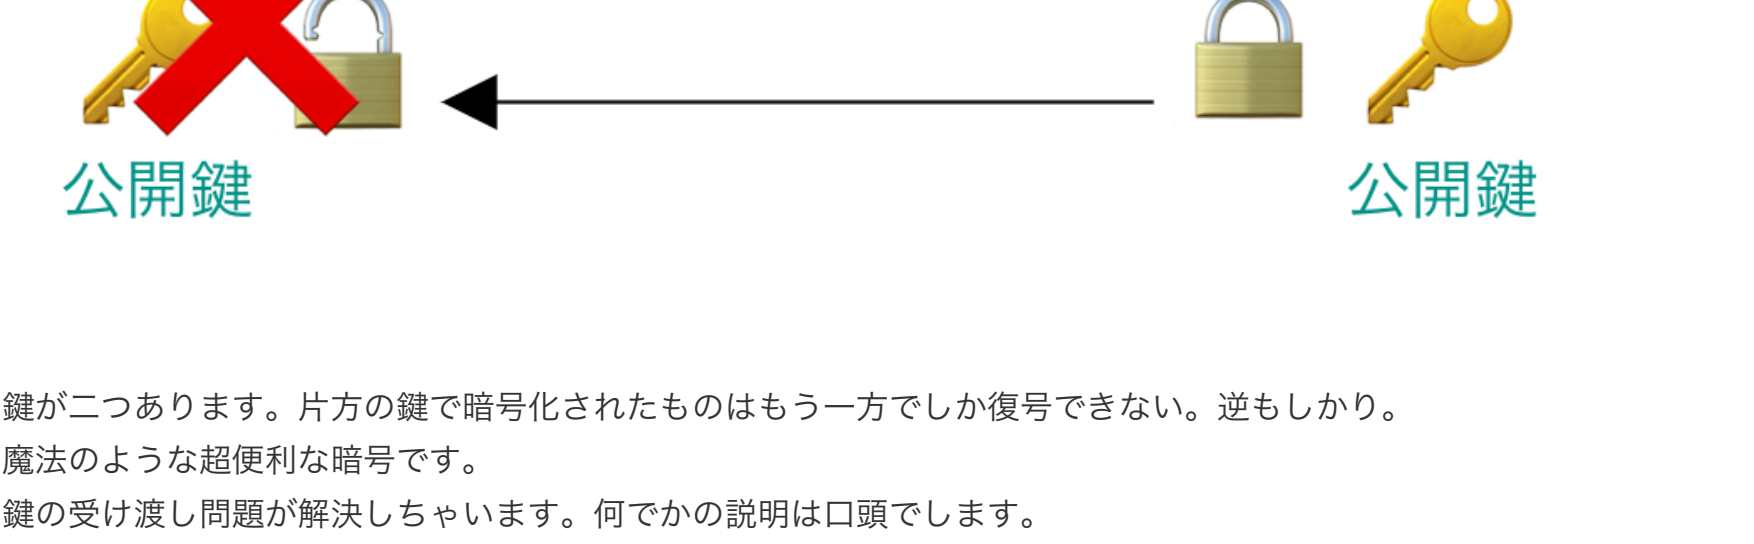 公開鍵
公開鍵
鍵が二つあります。片方の鍵で暗号化されたものはもう一方でしか復号できない。逆もしかり。
魔法のような超便利な暗号です。
鍵の受け渡し問題が解決しちゃいます。何でかの説明は口頭でします。